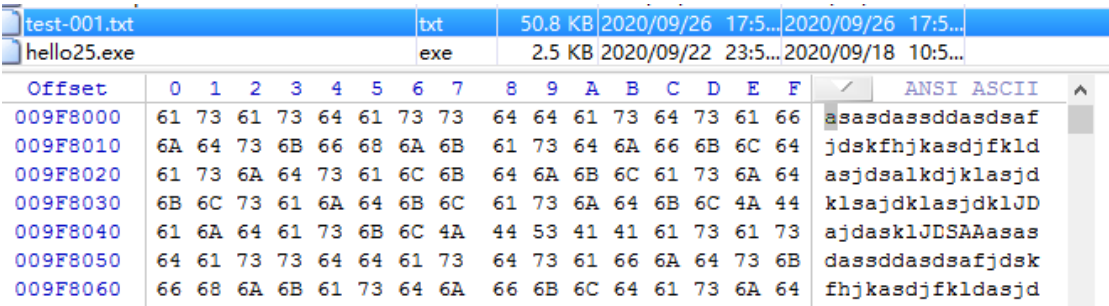 test-001.txt txt 50.8 KB 2020/09/26 17:5... 2020/09/26 17:5...
hello25.exe exe 2.5 KB 2020/09/22 23:5... 2020/09/18 10:5...
Offset 0 1 2 3 4 5 6 7 8 9 A B C D E F ANSI ASCII
009F8000 61 73 61 73 64 61 73 73 64 64 61 73 64 73 61 66 asasdassddasdsaf
009F8010 6A 64 73 6B 66 68 6A 6B 61 73 64 6A 66 6B 6C 64 jdskfhjkasdjfkld
009F8020 61 73 6A 64 73 61 6C 6B 64 6A 6B 6C 61 73 6A 64 asjdsalkdjklasjd
009F8030 6B 6C 73 61 6A 64 6B 6C 61 73 6A 64 6B 6C 4A 44 klsajdklasjdklJD
009F8040 61 6A 64 61 73 6B 6C 4A 44 53 41 41 61 73 61 73 ajdasklJDSAAasas
009F8050 64 61 73 73 64 64 61 73 64 73 61 66 6A 64 73 6B dassddasdsafjdsk
009F8060 66 68 6A 6B 61 73 64 6A 66 6B 6C 64 61 73 6A 64 fhjkasdjfkldasjd